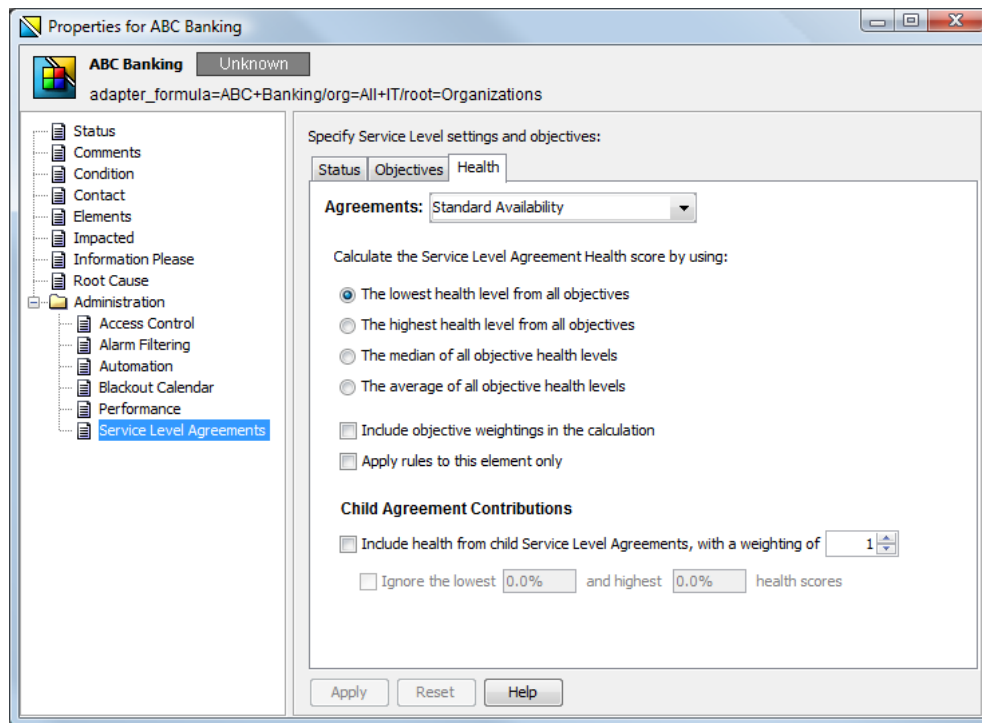 Properties for ABC Banking
ABC Banking Unknown
adapter_formula=ABC+Banking/org=All+IT/root=Organizations
Status
Comments
Condition
Contact
Elements
Impacted
Information Please
Root Cause
Administration
Access Control
Alarm Filtering
Automation
Blackout Calendar
Performance
Service Level Agreements
Specify Service Level settings and objectives:
Status Objectives Health
Agreements: Standard Availability
Calculate the Service Level Agreement Health score by using:
The lowest health level from all objectives
The highest health level from all objectives
The median of all objective health levels
The average of all objective health levels
Include objective weightings in the calculation
Apply rules to this element only
Child Agreement Contributions
Include health from child Service Level Agreements, with a weighting of 1
Ignore the lowest 0.0% and highest 0.0% health scores
Apply Reset Help